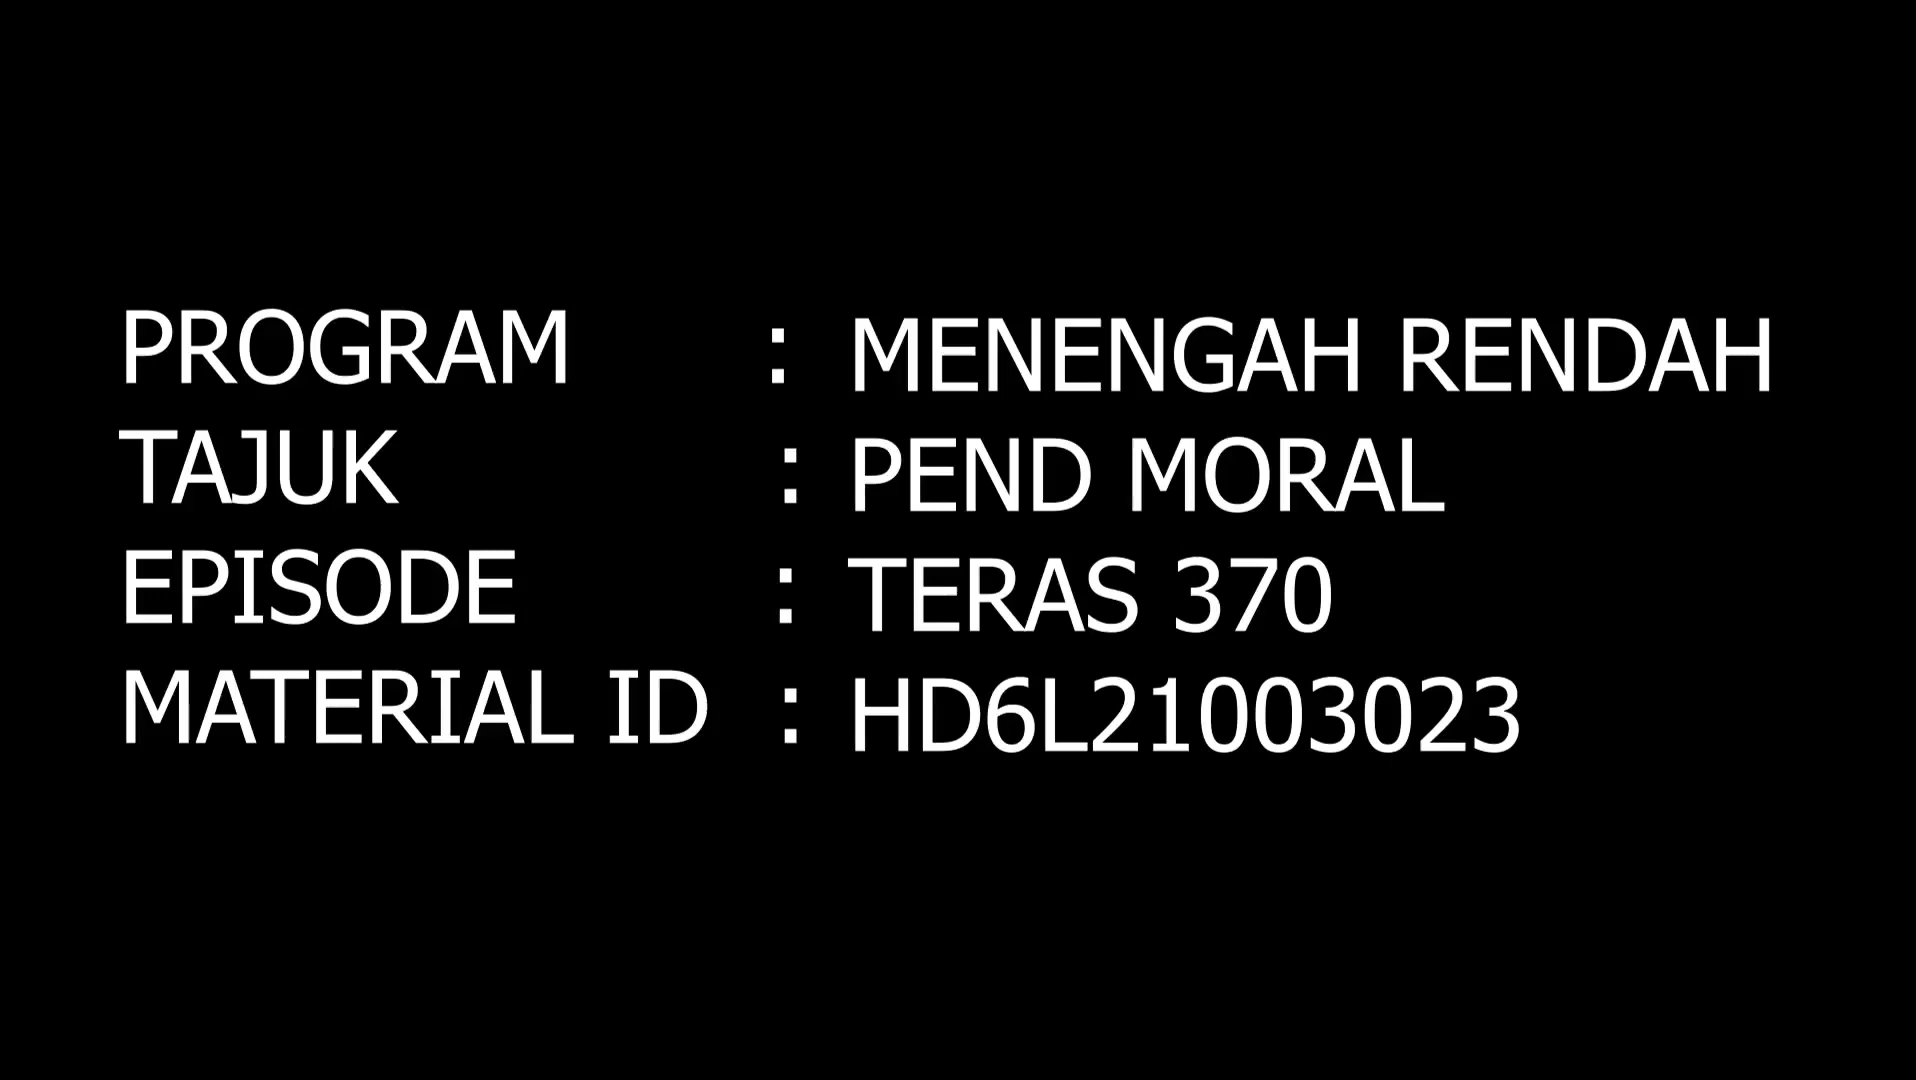 PROGRAM : MENENGAH RENDAH
TAJUK : PEND MORAL
EPISODE : TERAS 370
MATERIAL ID : HD6L21003023